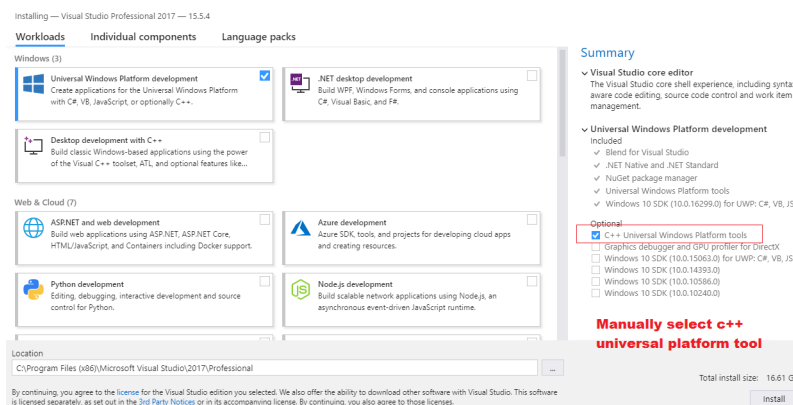 Installing — Visual Studio Professional 2017 — 15.5.4
Workloads Individual components Language packs
Windows (3)
Universal Windows Platform development
Create applications for the Universal Windows Platform
with C#, VB, JavaScript, or optionally C++.
.NET desktop development
Build WPF, Windows Forms, and console applications using
C#, Visual Basic, and F#.
Desktop development with C++
Build classic Windows-based applications using the power
of the Visual C++ toolset, ATL, and optional features like...
Web & Cloud (7)
ASP.NET and web development
Build web applications using ASP.NET, ASP.NET Core,
HTML/JavaScript, and Containers including Docker support.
Azure development
Azure SDK, tools, and projects for developing cloud apps
and creating resources.
Python development
Editing, debugging, interactive development and source
control for Python.
Node.js development
Build scalable network applications using Node.js, an
asynchronous event-driven JavaScript runtime.
Location
C:\Program Files (x86)\Microsoft Visual Studio\2017\Professional
...
By continuing, you agree to the license for the Visual Studio edition you selected. We also offer the ability to download other software with Visual Studio. This software
is licensed separately, as set out in the 3rd Party Notices or in its accompanying license. By continuing, you also agree to those licenses.
Summary
Visual Studio core editor
The Visual Studio core shell experience, including syntax
aware code editing, source code control and work item
management.
Universal Windows Platform development
Included
Blend for Visual Studio
.NET Native and .NET Standard
NuGet package manager
Universal Windows Platform tools
Windows 10 SDK (10.0.16299.0) for UWP: C#, VB, JS
Optional
C++ Universal Windows Platform tools
Graphics debugger and GPU profiler for DirectX
Windows 10 SDK (10.0.15063.0) for UWP: C#, VB, JS
Windows 10 SDK (10.0.14393.0)
Windows 10 SDK (10.0.10586.0)
Windows 10 SDK (10.0.10240.0)
Manually select c++
universal platform tool
Total install size: 16.61 G
Install